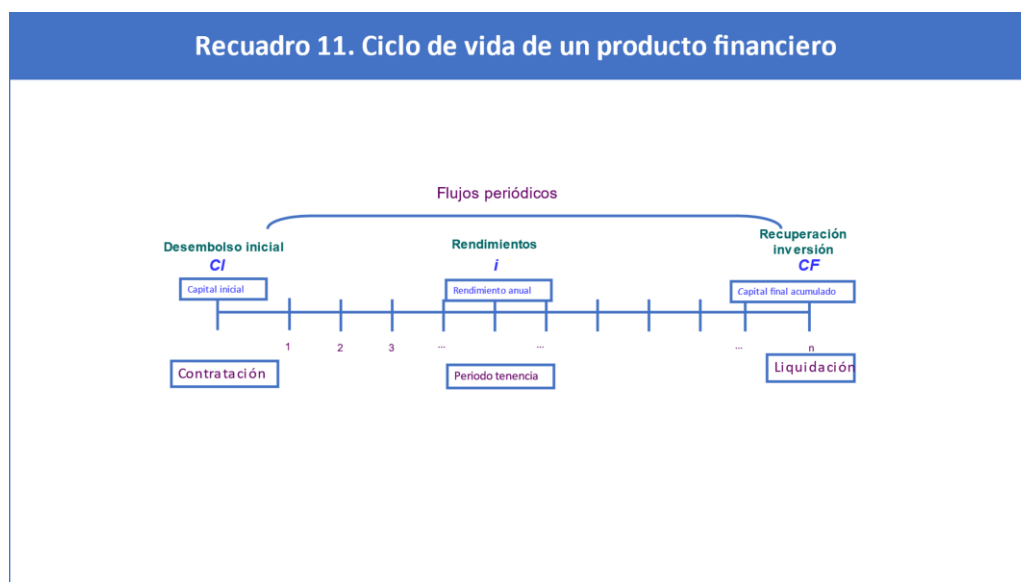 Recuadro 11. Ciclo de vida de un producto financiero
Flujos periódicos
Desembolso inicial
CI
Capital inicial
Rendimientos
i
Rendimiento anual
Recuperación
inversión
CF
Capital final acumulado
1 2 3 ... ... ... n
Contratación
Periodo tenencia
Liquidación